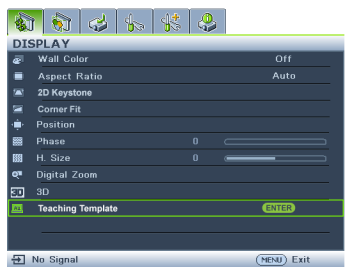 DISPLAY
Wall Color Off
Aspect Ratio Auto
2D Keystone
Corner Fit
Position
Phase 0
H. Size 0
Digital Zoom
3D 3D
Teaching Template ENTER
No Signal MENU Exit